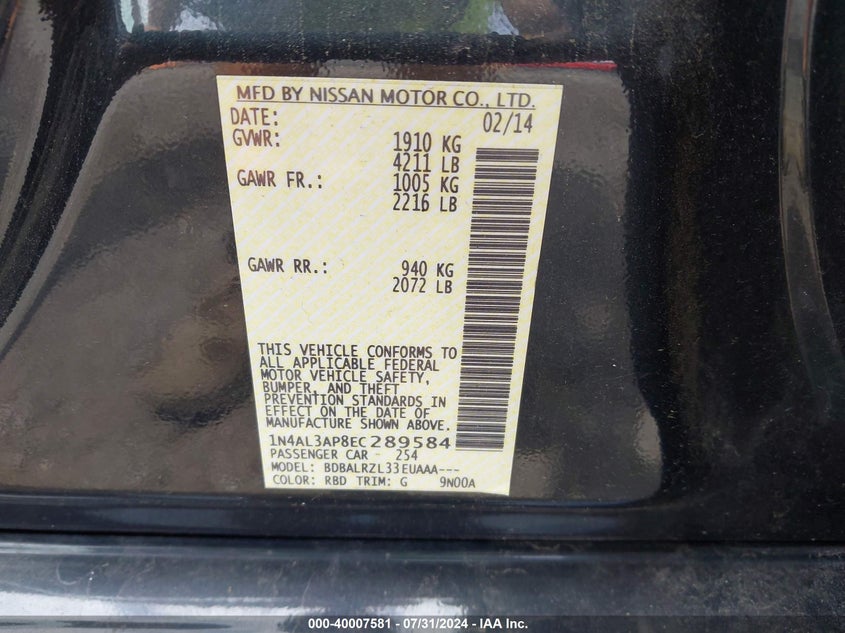 MFD BY NISSAN MOTOR CO., LTD.
DATE: 02/14
GVWR: 1910 KG
4211 LB
GAWR FR.: 1005 KG
2216 LB
GAWR RR.: 940 KG
2072 LB
THIS VEHICLE CONFORMS TO
ALL APPLICABLE FEDERAL
MOTOR VEHICLE SAFETY,
BUMPER, AND THEFT
PREVENTION STANDARDS IN
EFFECT ON THE DATE OF
MANUFACTURE SHOWN ABOVE.
1N4AL3AP8EC289584
PASSENGER CAR - 254
MODEL: BDBALRZL33EUAAA---
COLOR: RBD TRIM: G 9N00A
000-40007581 - 07/31/2024 - IAA Inc.